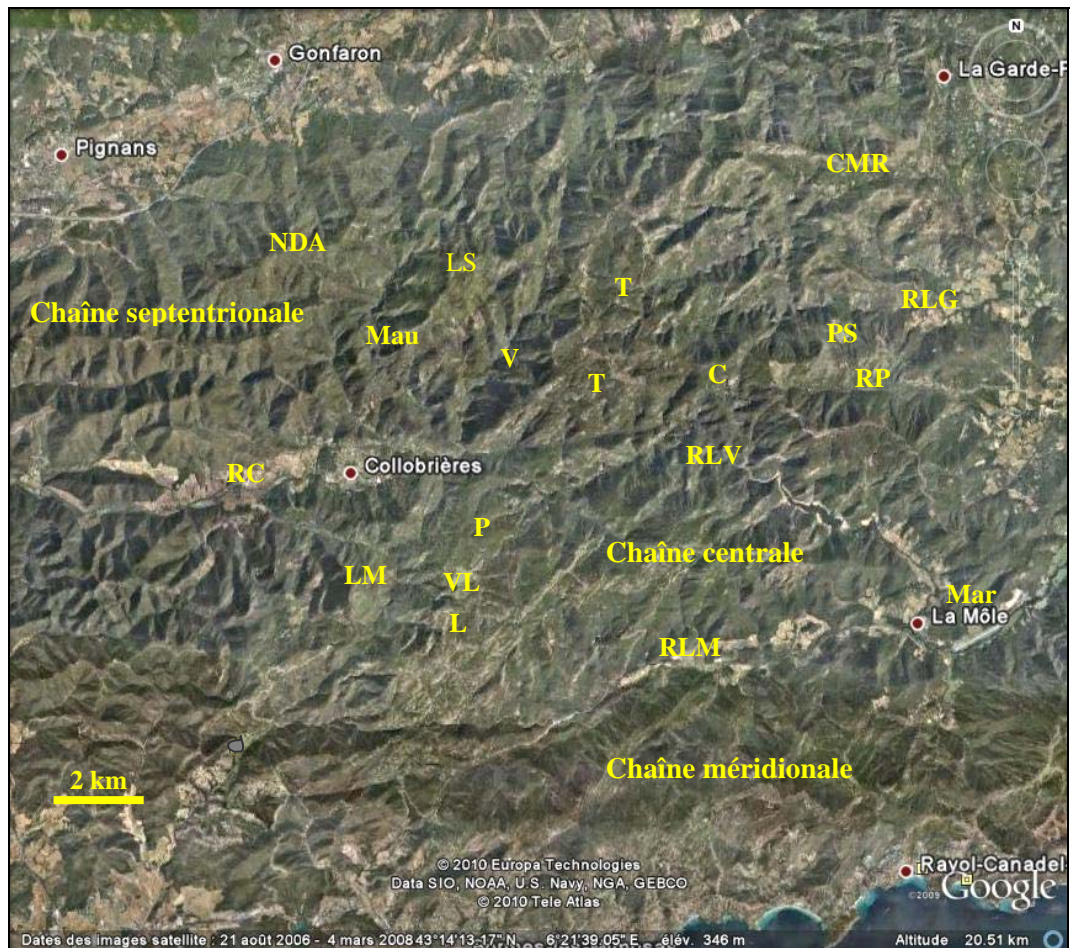 N
Gonfaron
La Garde-F
Pignans
CMR
NDA
LS
T
RLG
Chaîne septentrionale
Mau
PS
V
C
T
RP
RLV
RC
Collobrières
P
Chaîne centrale
LM
VL
Mar
L
La Môle
RLM
Chaîne méridionale
2 km
© 2010 Europa Technologies
Data SIO, NOAA, U.S. Navy, NGA, GEBCO
© 2010 Tele Atlas
Rayol-Canadel-
©2009 Google
Dates des images satellite : 21 août 2006 - 4 mars 2008 43°14'13.17" N 6°21'39.05" E élév. 346 m Altitude 20.51 km